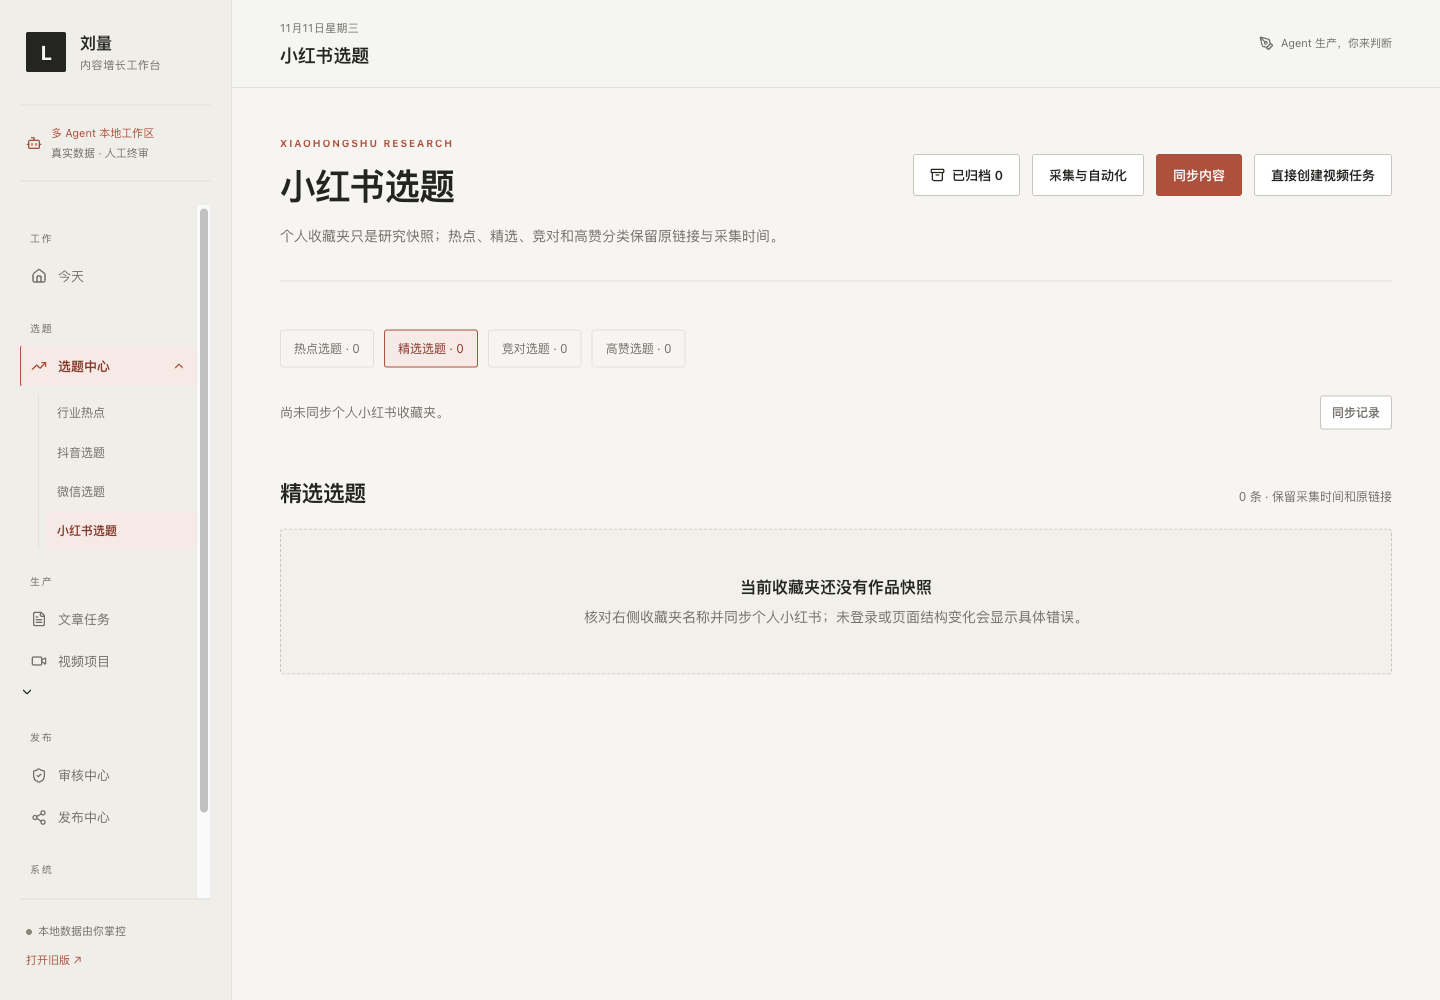 L
刘量
内容增长工作台
多 Agent 本地工作区
真实数据 · 人工终审
工作
今天
选题
选题中心
行业热点
抖音选题
微信选题
小红书选题
生产
文章任务
视频项目
发布
审核中心
发布中心
系统
本地数据由你掌控
打开旧版 ↗
11月11日星期三
小红书选题
Agent 生产，你来判断
XIAOHONGSHU RESEARCH
小红书选题
个人收藏夹只是研究快照；热点、精选、竞对和高赞分类保留原链接与采集时间。
已归档 0
采集与自动化
同步内容
直接创建视频任务
热点选题 · 0
精选选题 · 0
竞对选题 · 0
高赞选题 · 0
尚未同步个人小红书收藏夹。
同步记录
精选选题
0 条 · 保留采集时间和原链接
当前收藏夹还没有作品快照
核对右侧收藏夹名称并同步个人小红书；未登录或页面结构变化会显示具体错误。